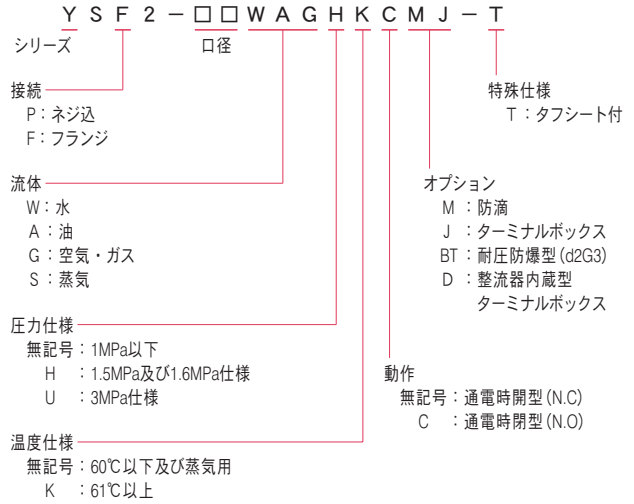 YSF2-□□WAGHKCMJ-T
シリーズ
口径
接続
P：ネジ込
F：フランジ
流体
W：水
A：油
G：空気・ガス
S：蒸気
圧力仕様
無記号：1MPa以下
H ：1.5MPa及び1.6MPa仕様
U ：3MPa仕様
温度仕様
無記号：60℃以下及び蒸気用
K ：61℃以上
特殊仕様
T：タフシート付
オプション
M ：防滴
J ：ターミナルボックス
BT：耐圧防爆型(d2G3)
D ：整流器内蔵型
ターミナルボックス
動作
無記号：通電時開型(N.C)
C ：通電時閉型(N.O)